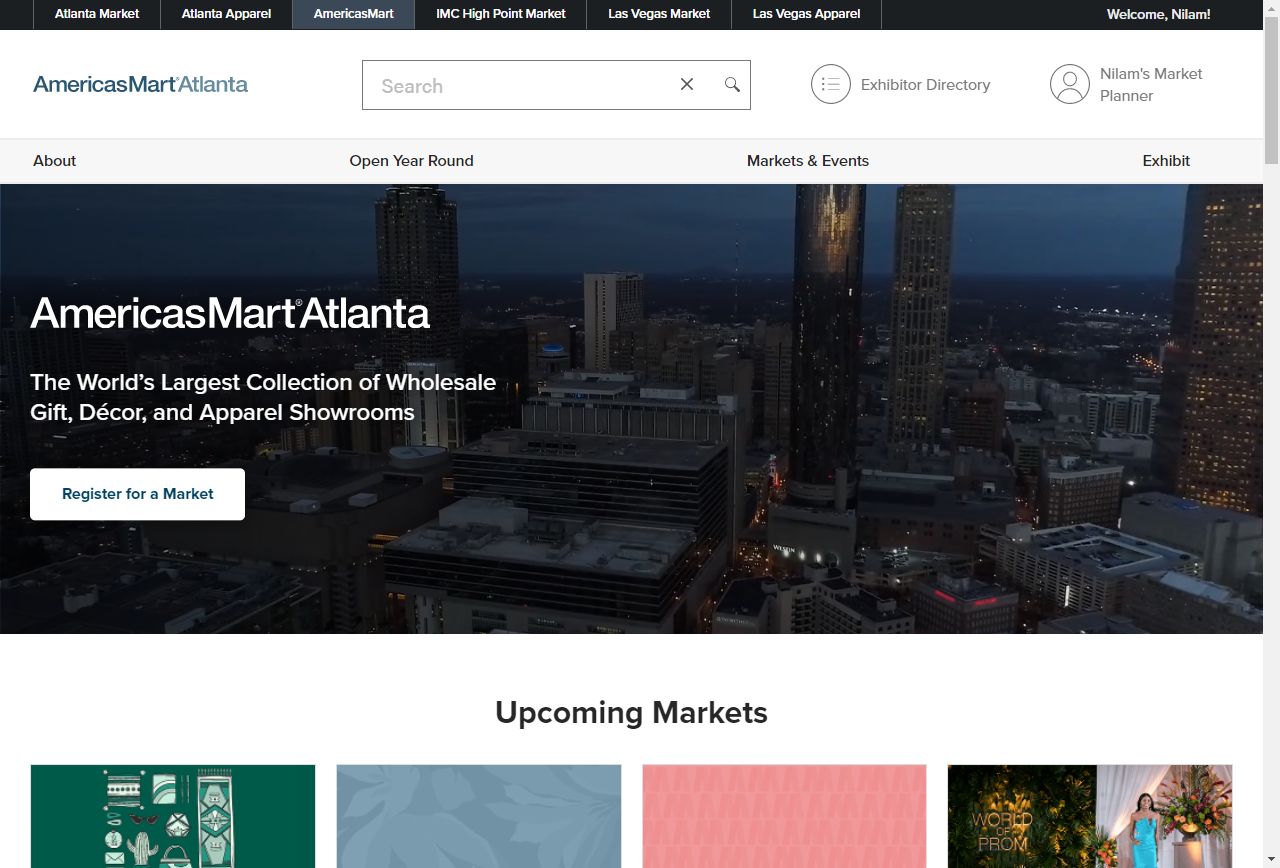 Atlanta Market
Atlanta Apparel
AmericasMart
IMC High Point Market
Las Vegas Market
Las Vegas Apparel
Welcome, Nilam!
AmericasMart®Atlanta
Search
Exhibitor Directory
Nilam's Market
Planner
About
Open Year Round
Markets & Events
Exhibit
AmericasMart®Atlanta
The World’s Largest Collection of Wholesale
Gift, Décor, and Apparel Showrooms
Register for a Market
WESTIN
Upcoming Markets
WORLD
OF
PROM